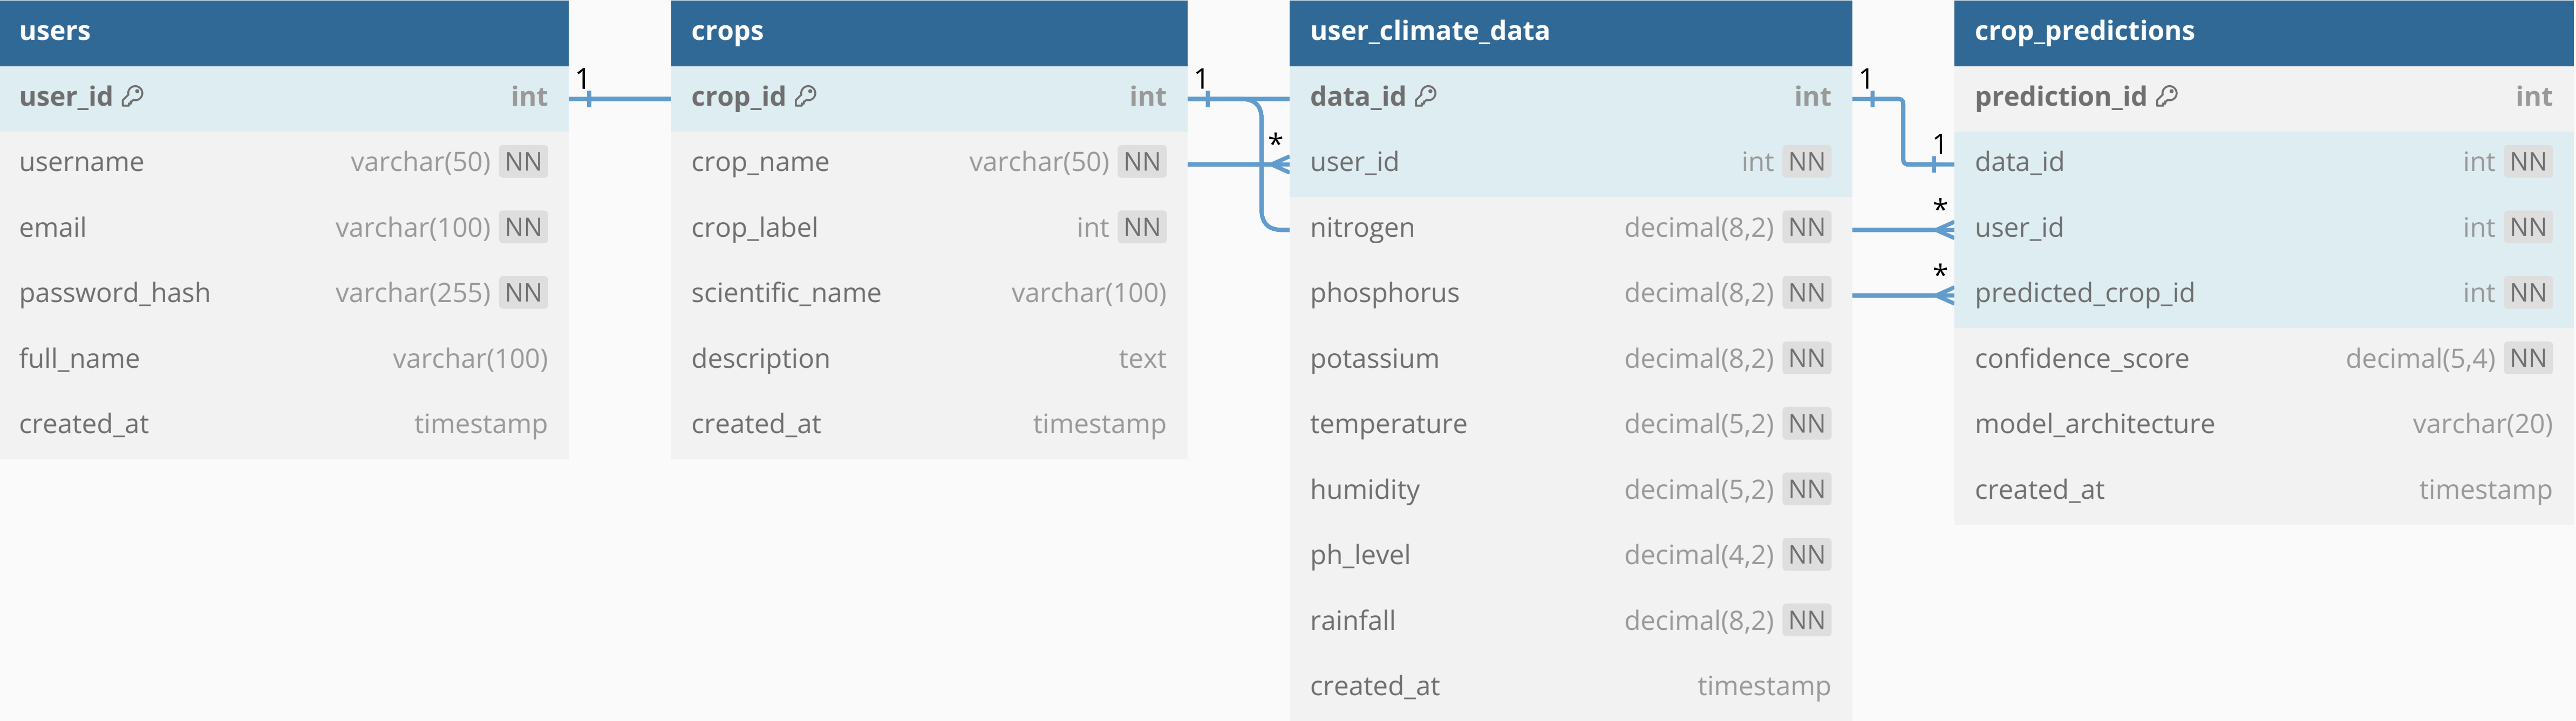 users
user_id int
username varchar(50) NN
email varchar(100) NN
password_hash varchar(255) NN
full_name varchar(100)
created_at timestamp
1
crops
crop_id int
crop_name varchar(50) NN
crop_label int NN
scientific_name varchar(100)
description text
created_at timestamp
1
*
user_climate_data
data_id int
user_id int NN
nitrogen decimal(8,2) NN
phosphorus decimal(8,2) NN
potassium decimal(8,2) NN
temperature decimal(5,2) NN
humidity decimal(5,2) NN
ph_level decimal(4,2) NN
rainfall decimal(8,2) NN
created_at timestamp
1
1
*
*
crop_predictions
prediction_id int
data_id int NN
user_id int NN
predicted_crop_id int NN
confidence_score decimal(5,4) NN
model_architecture varchar(20)
created_at timestamp